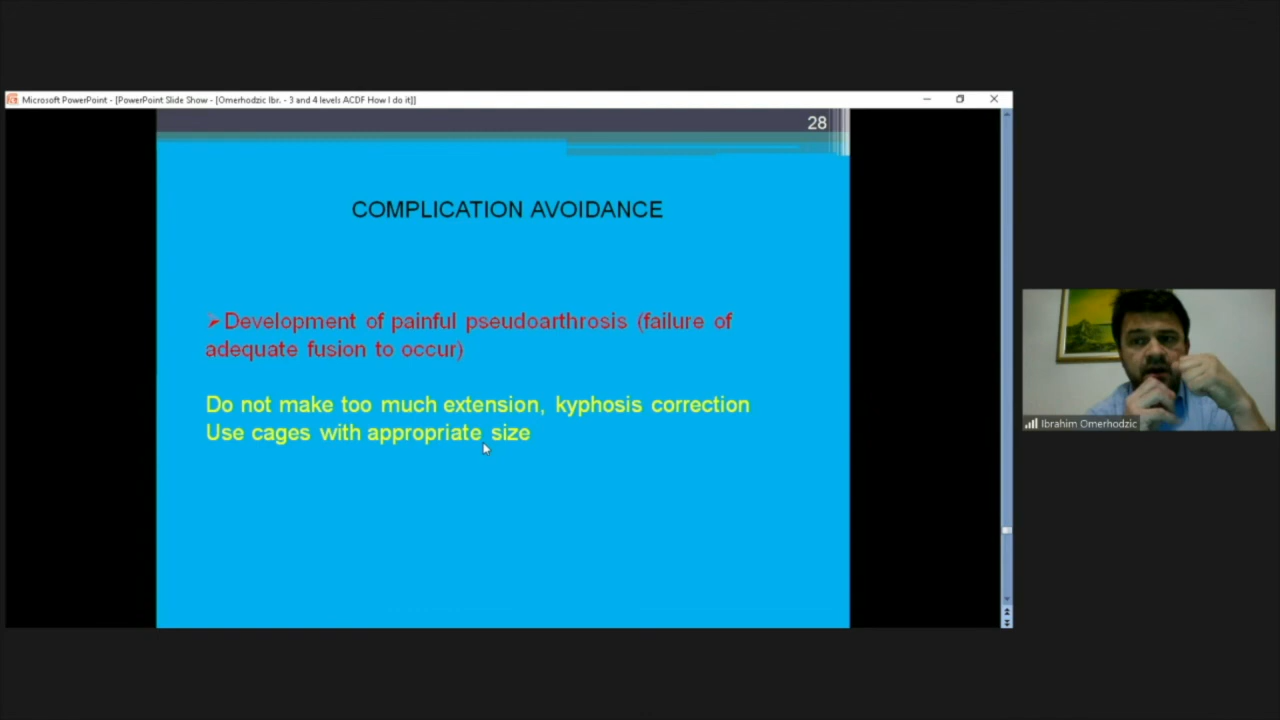 Microsoft PowerPoint - [PowerPoint Slide Show - [Omerhodzic Ibr. - 3 and 4 levels ACDF How I do it]]
28
COMPLICATION AVOIDANCE
➢Development of painful pseudoarthrosis (failure of
adequate fusion to occur)
Do not make too much extension, kyphosis correction
Use cages with appropriate size
Ibrahim Omerhodzic